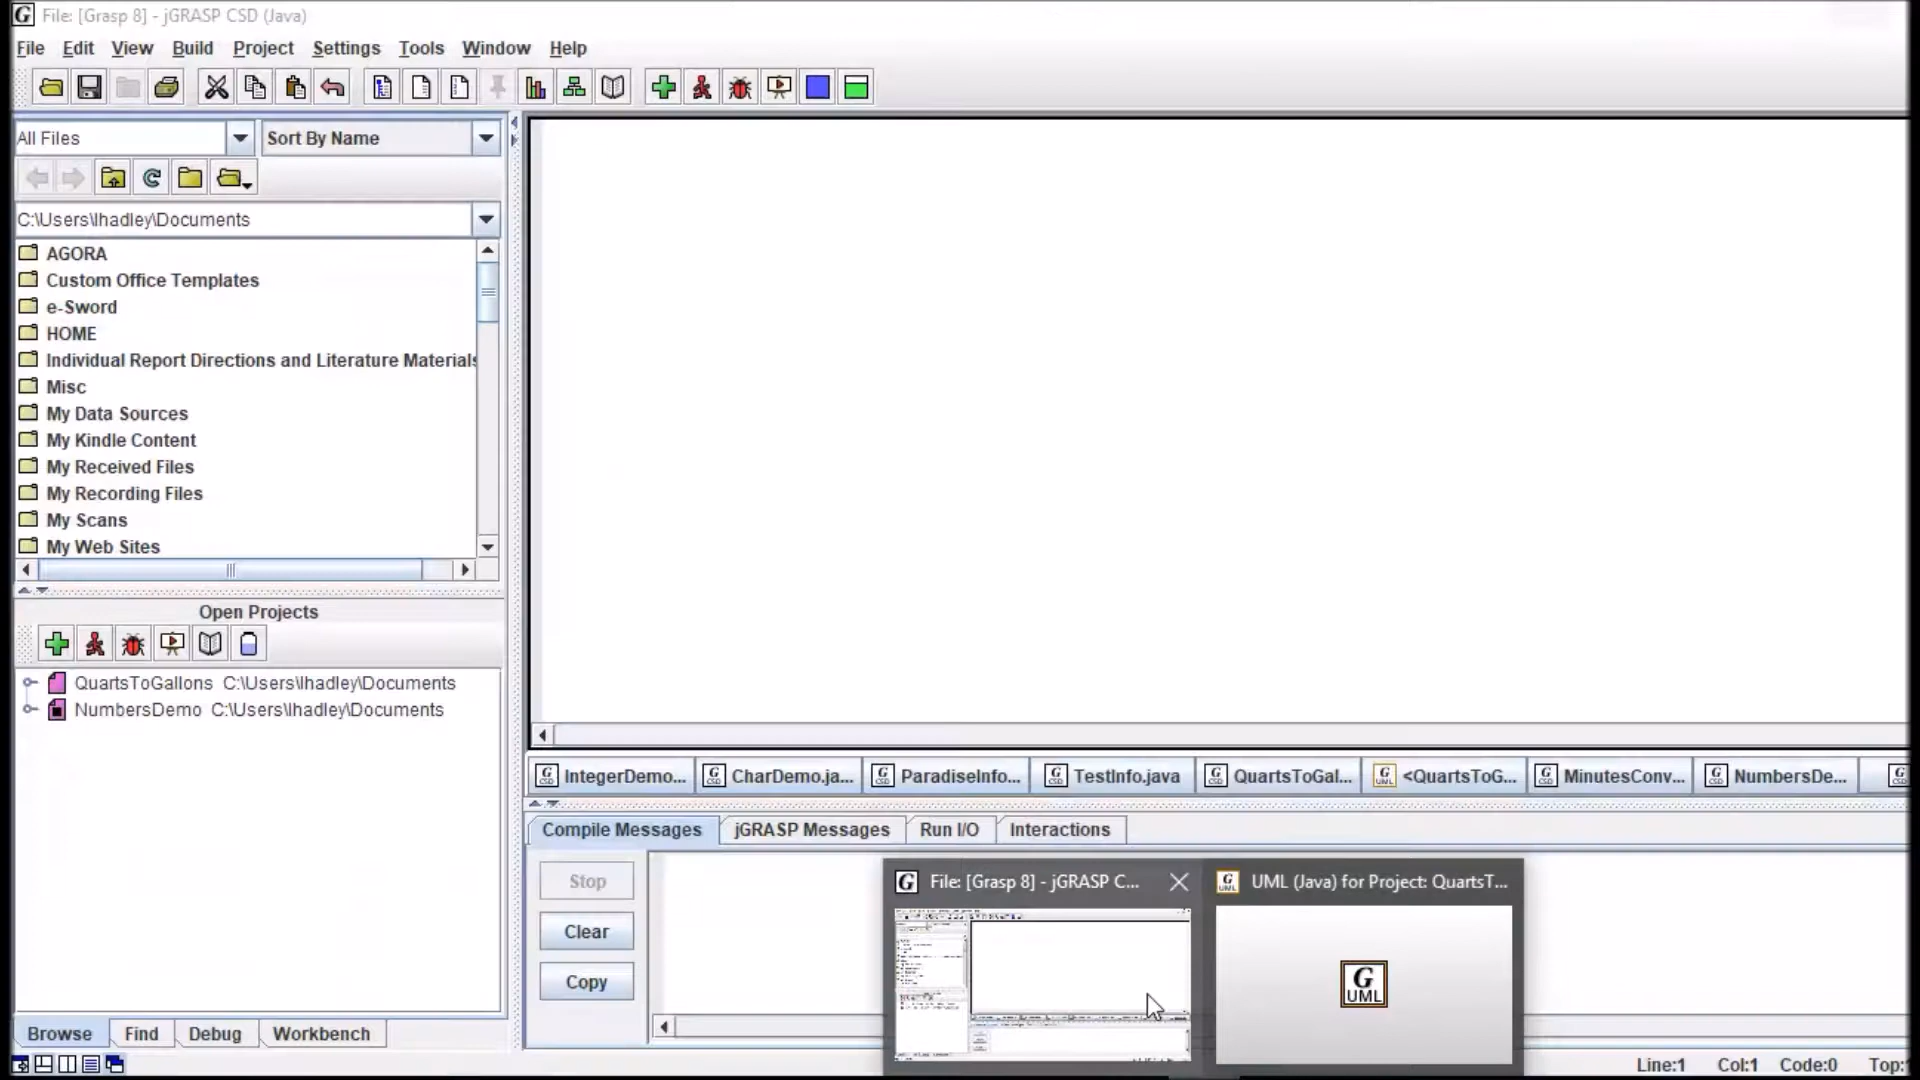 File: [Grasp 8] - jGRASP CSD (Java)
File Edit View Build Project Settings Tools Window Help
All Files
Sort By Name
C:\Users\lhadley\Documents
AGORA
Custom Office Templates
e-Sword
HOME
Individual Report Directions and Literature Materials
Misc
My Data Sources
My Kindle Content
My Received Files
My Recording Files
My Scans
My Web Sites
Open Projects
QuartsToGallons C:\Users\lhadley\Documents
NumbersDemo C:\Users\lhadley\Documents
Browse Find Debug Workbench
IntegerDemo... CharDemo.ja... ParadiseInfo... TestInfo.java QuartsToGal... <QuartsToG... MinutesConv... NumbersDe...
Compile Messages jGRASP Messages Run I/O Interactions
Stop
Clear
Copy
File: [Grasp 8] - jGRASP C...
UML (Java) for Project: QuartsT...
G
UML
Line:1 Col:1 Code:0 Top: